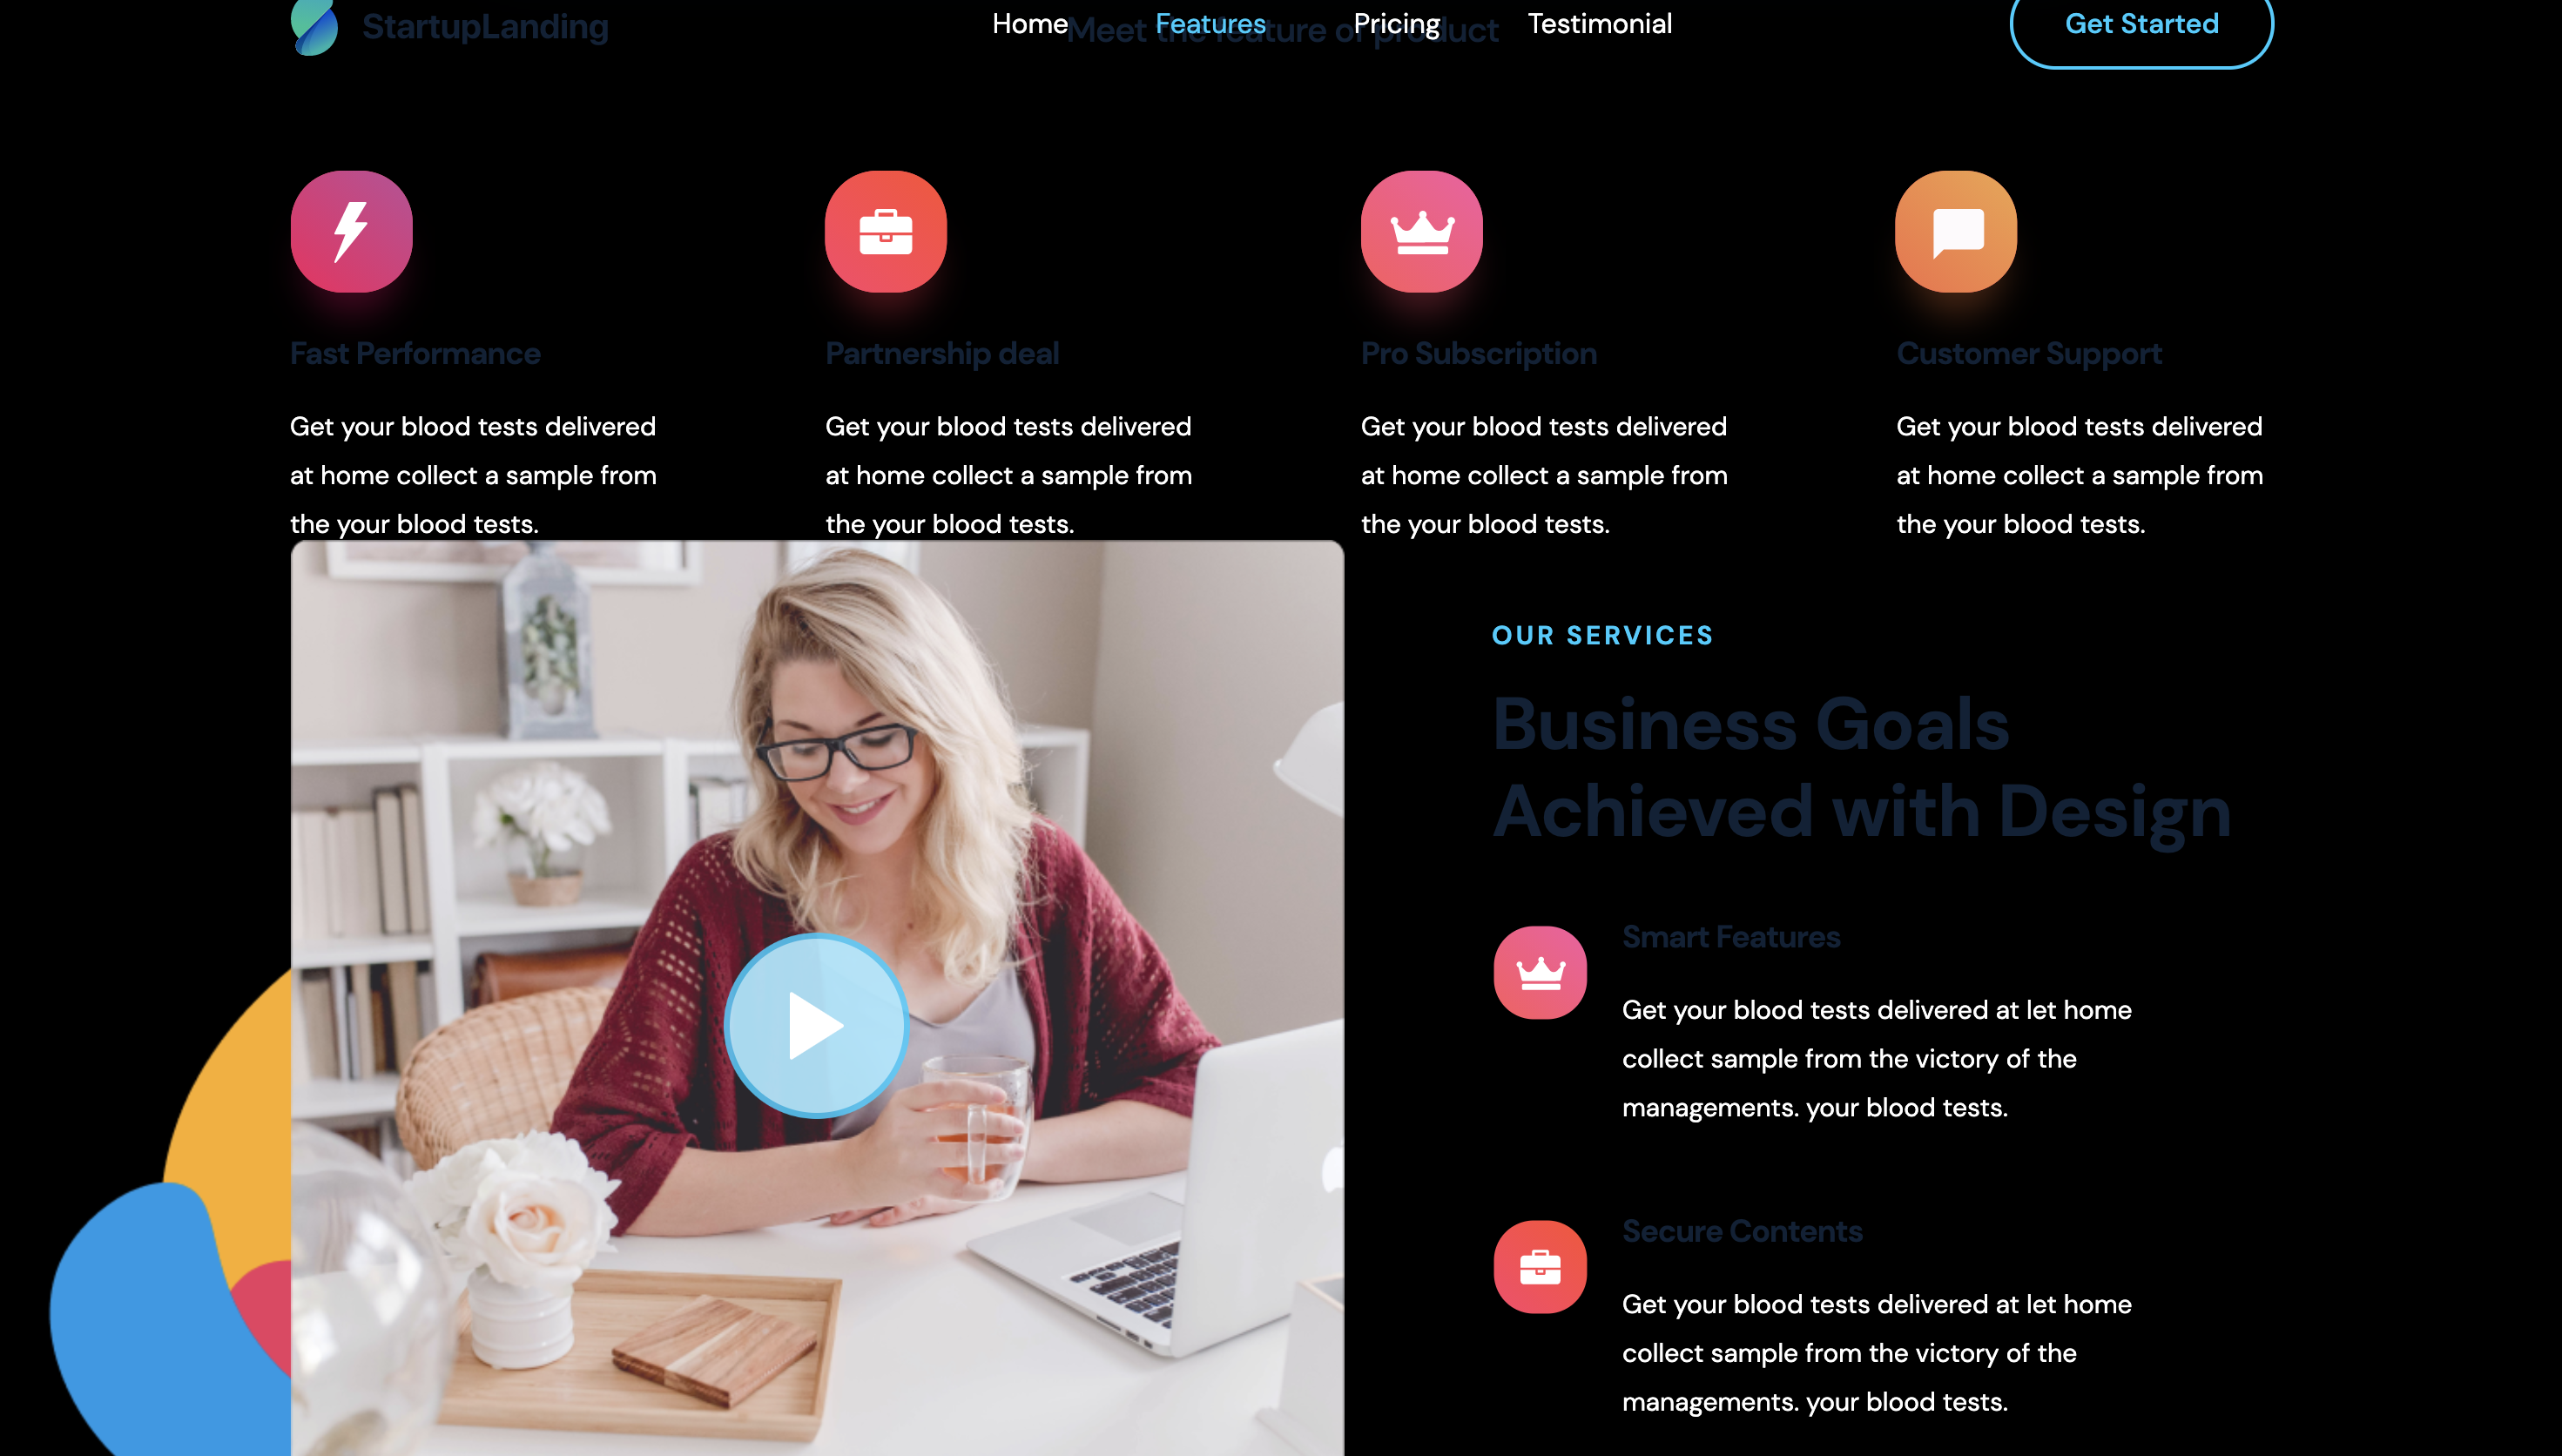 StartupLanding
Home Features Pricing Testimonial
Get Started
Meet the feature of product
Fast Performance
Get your blood tests delivered
at home collect a sample from
the your blood tests.
Partnership deal
Get your blood tests delivered
at home collect a sample from
the your blood tests.
Pro Subscription
Get your blood tests delivered
at home collect a sample from
the your blood tests.
Customer Support
Get your blood tests delivered
at home collect a sample from
the your blood tests.
OUR SERVICES
Business Goals
Achieved with Design
Smart Features
Get your blood tests delivered at let home
collect sample from the victory of the
managements. your blood tests.
Secure Contents
Get your blood tests delivered at let home
collect sample from the victory of the
managements. your blood tests.